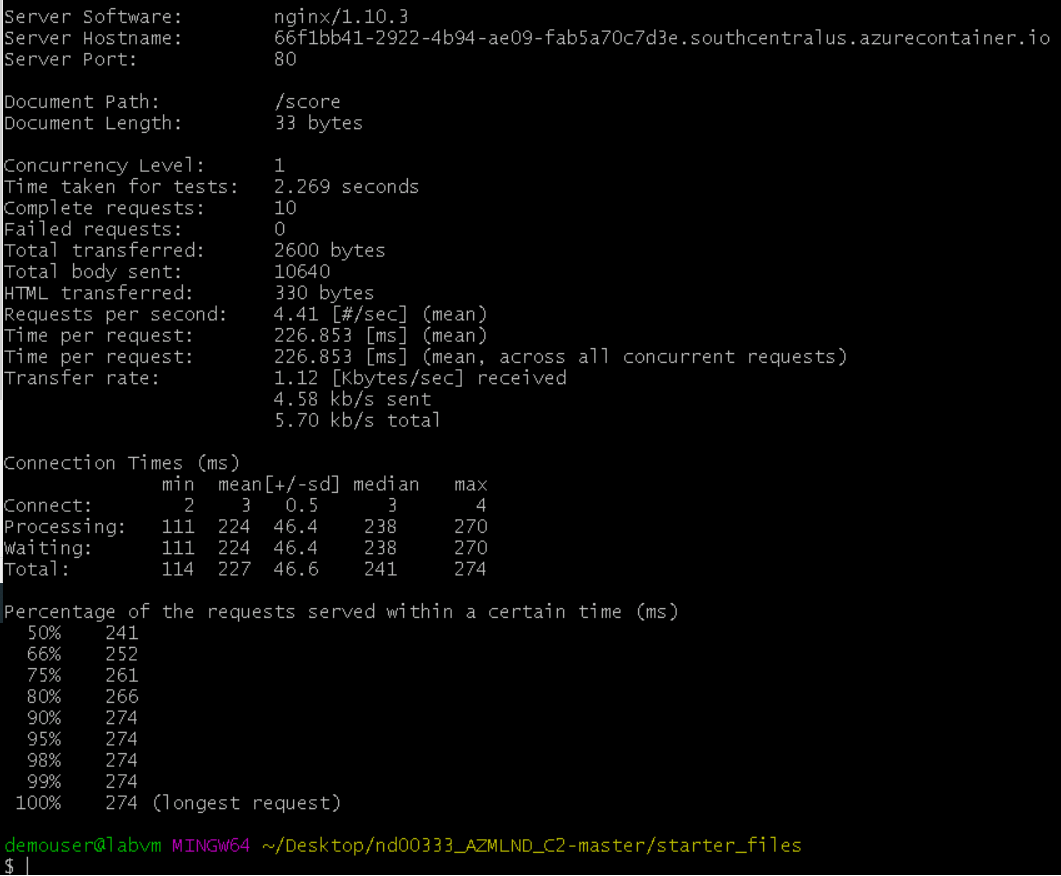 Server Software:        nginx/1.10.3
Server Hostname:        66f1bb41-2922-4b94-ae09-fab5a70c7d3e.southcentralus.azurecontainer.io
Server Port:            80

Document Path:          /score
Document Length:        33 bytes

Concurrency Level:      1
Time taken for tests:   2.269 seconds
Complete requests:      10
Failed requests:        0
Total transferred:      2600 bytes
Total body sent:        10640
HTML transferred:       330 bytes
Requests per second:    4.41 [#/sec] (mean)
Time per request:       226.853 [ms] (mean)
Time per request:       226.853 [ms] (mean, across all concurrent requests)
Transfer rate:          1.12 [Kbytes/sec] received
                        4.58 kb/s sent
                        5.70 kb/s total

Connection Times (ms)
              min  mean[+/-sd] median   max
Connect:        2    3   0.5      3       4
Processing:   111  224  46.4    238     270
Waiting:      111  224  46.4    238     270
Total:        114  227  46.6    241     274

Percentage of the requests served within a certain time (ms)
  50%    241
  66%    252
  75%    261
  80%    266
  90%    274
  95%    274
  98%    274
  99%    274
 100%    274 (longest request)

demouser@labvm MINGW64 ~/Desktop/nd00333_AZMLND_C2-master/starter_files
$